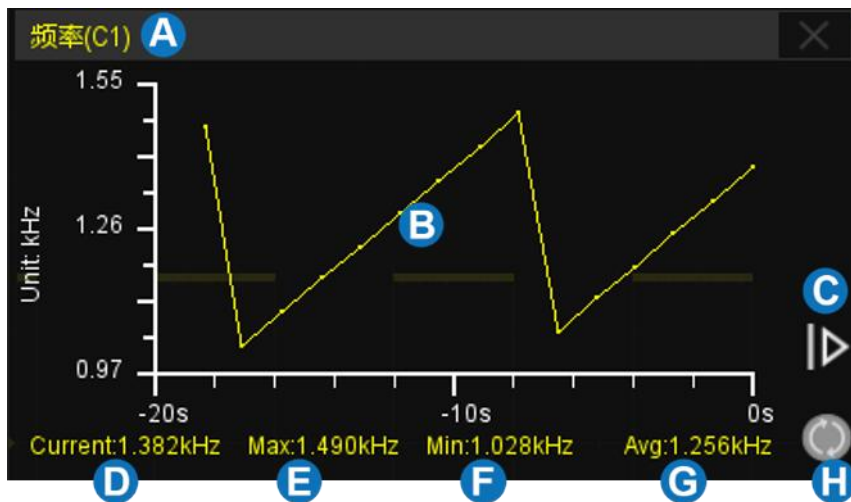 频率(C1) A
1.55
1.26
0.97
Unit: kHz
B
C
-20s -10s 0s
Current:1.382kHz Max:1.490kHz Min:1.028kHz Avg:1.256kHz
D E F G H